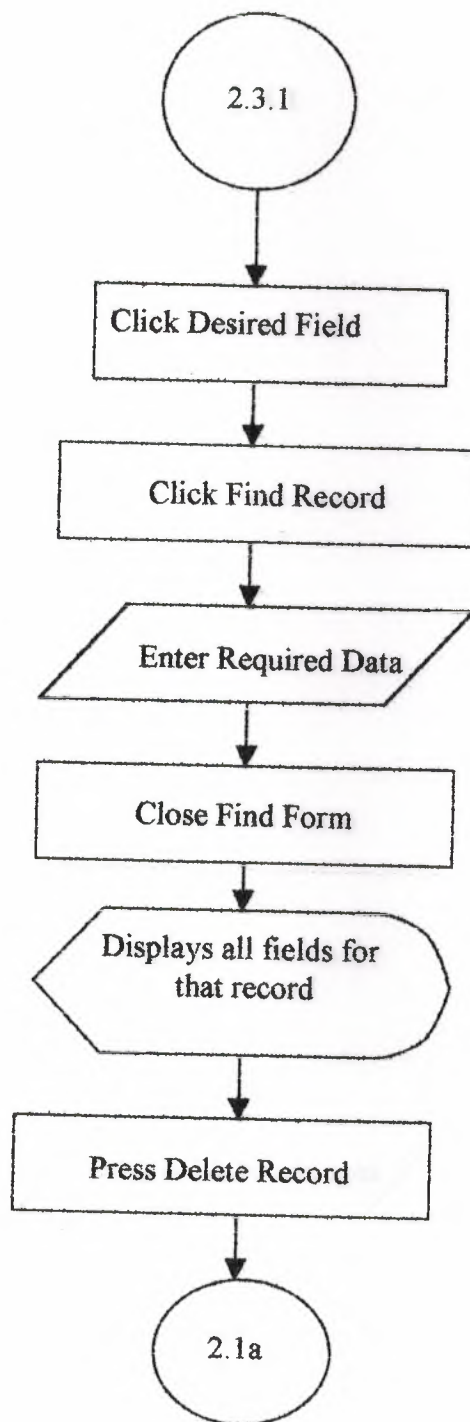 2.3.1
Click Desired Field
Click Find Record
Enter Required Data
Close Find Form
Displays all fields for
that record
Press Delete Record
2.1a